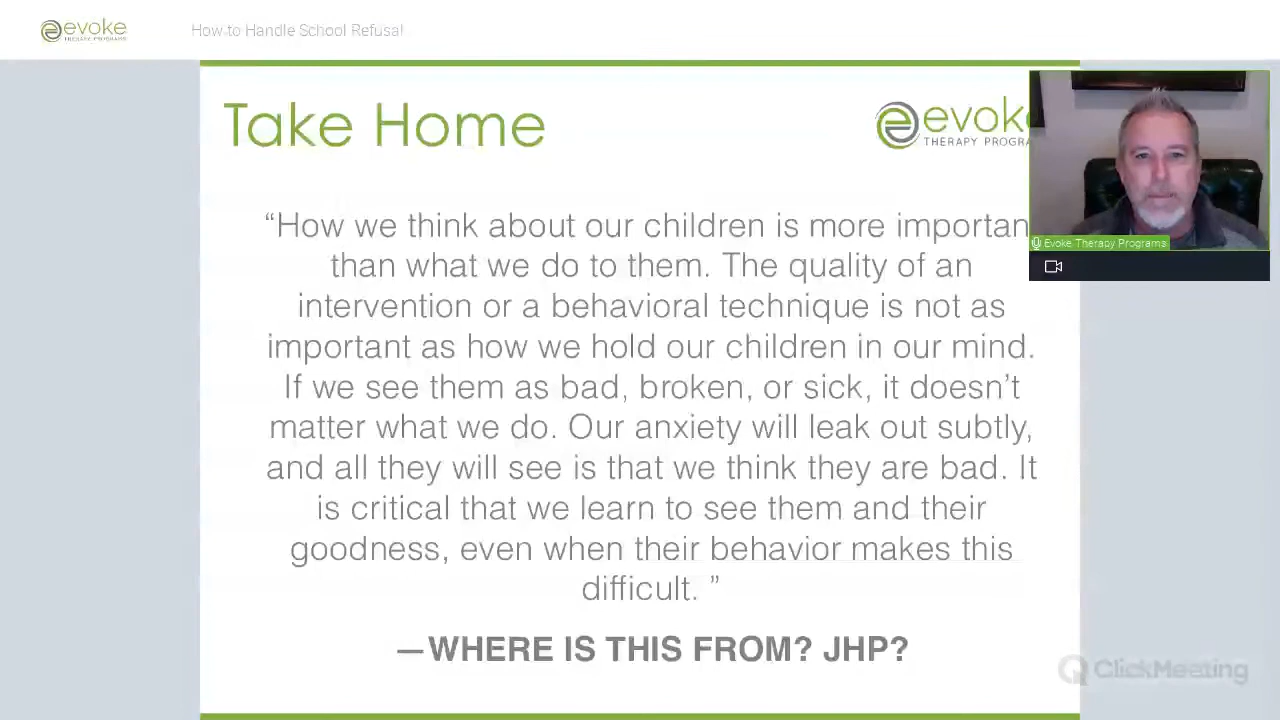 evoke
THERAPY PROGRAMS
How to Handle School Refusal
Take Home
evoke
THERAPY PROGRA
“How we think about our children is more importan
than what we do to them. The quality of an
intervention or a behavioral technique is not as
important as how we hold our children in our mind.
If we see them as bad, broken, or sick, it doesn’t
matter what we do. Our anxiety will leak out subtly,
and all they will see is that we think they are bad. It
is critical that we learn to see them and their
goodness, even when their behavior makes this
difficult. ”
—WHERE IS THIS FROM? JHP?
Evoke Therapy Programs
ClickMeeting